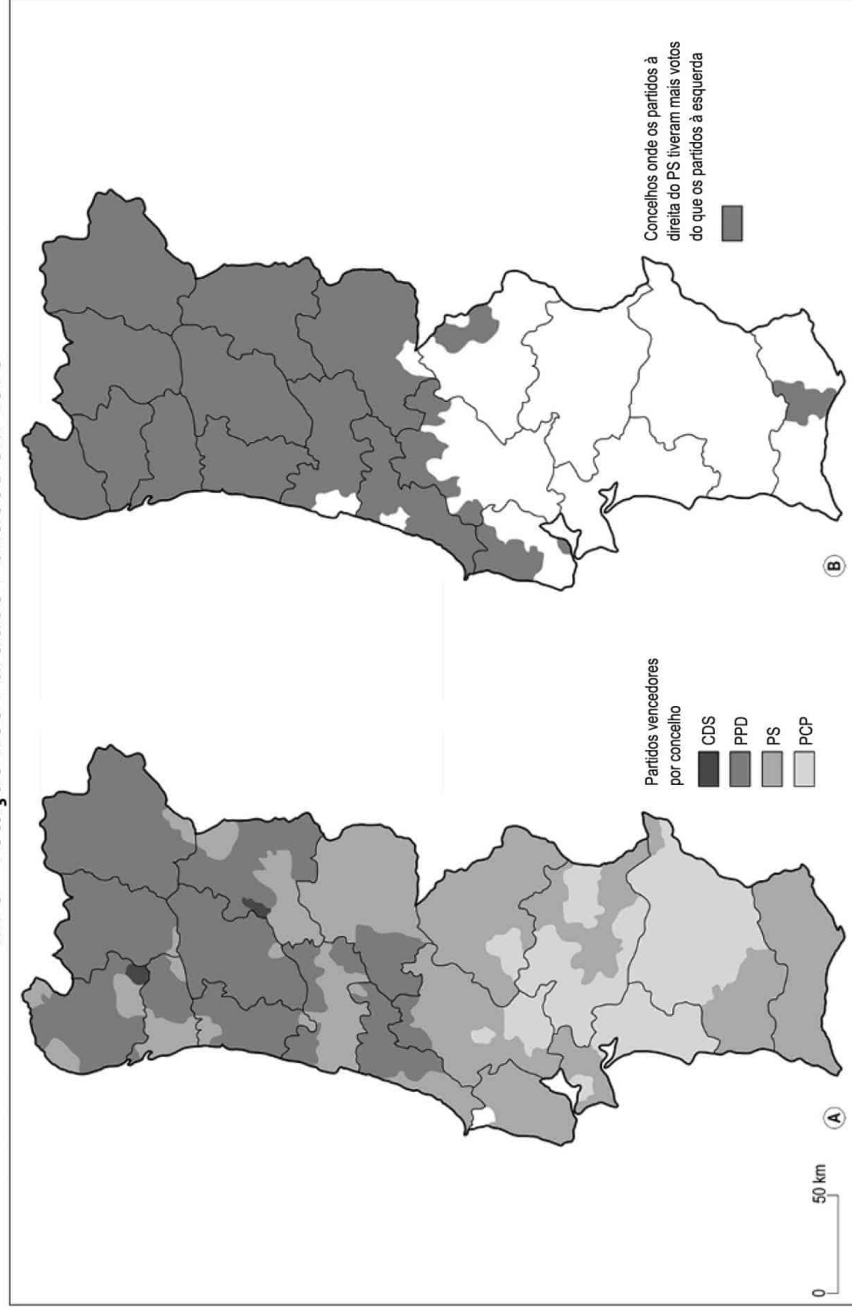 Partidos vencedores
por concelho
CDS
PPD
PS
PCP
0
50 km
A
Concelhos onde os partidos à
direita do PS tiveram mais votos
do que os partidos à esquerda
B